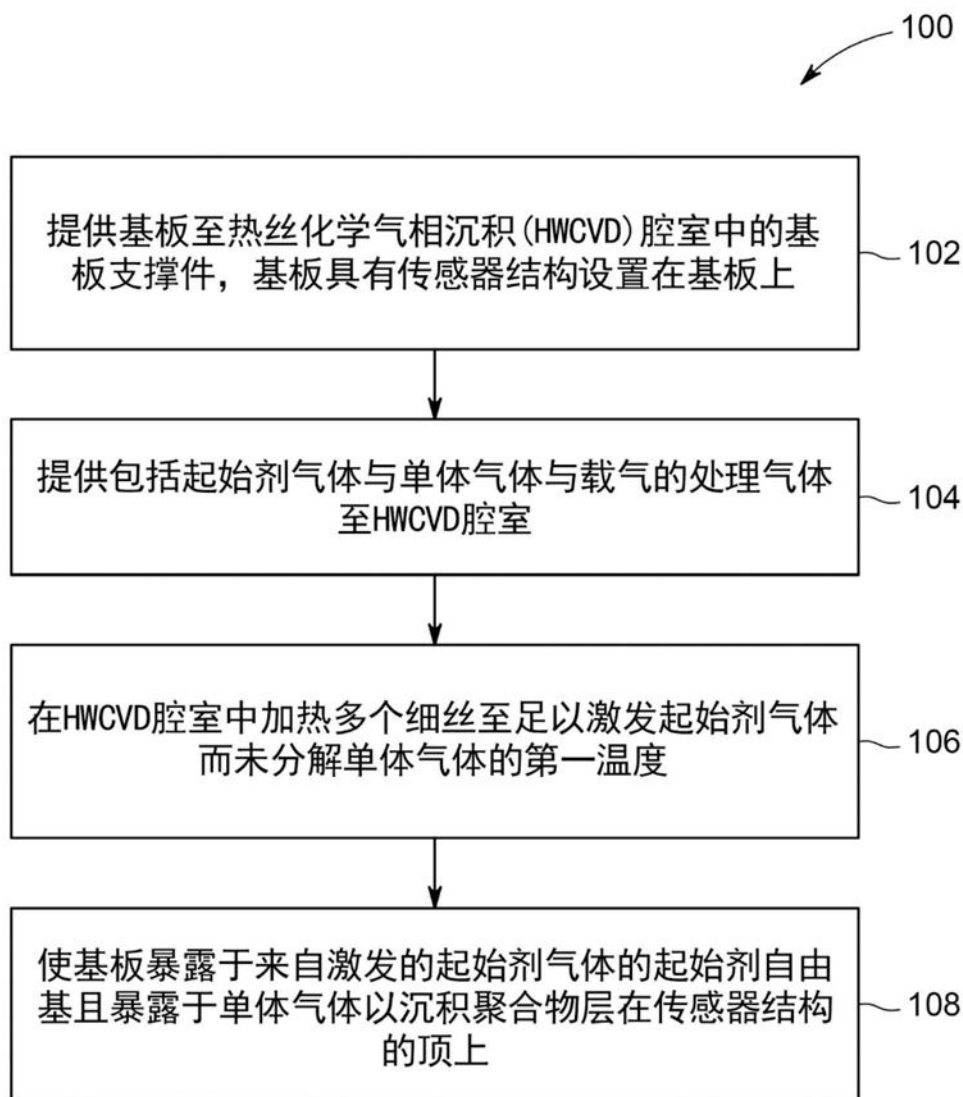 100
提供基板至热丝化学气相沉积(HWCVD)腔室中的基
板支撑件，基板具有传感器结构设置在基板上
102
提供包括起始剂气体与单体气体与载气的处理气体
至HWCVD腔室
104
在HWCVD腔室中加热多个细丝至足以激发起始剂气体
而未分解单体气体的第一温度
106
使基板暴露于来自激发的起始剂气体的起始剂自由
基且暴露于单体气体以沉积聚合物层在传感器结构
的顶上
108